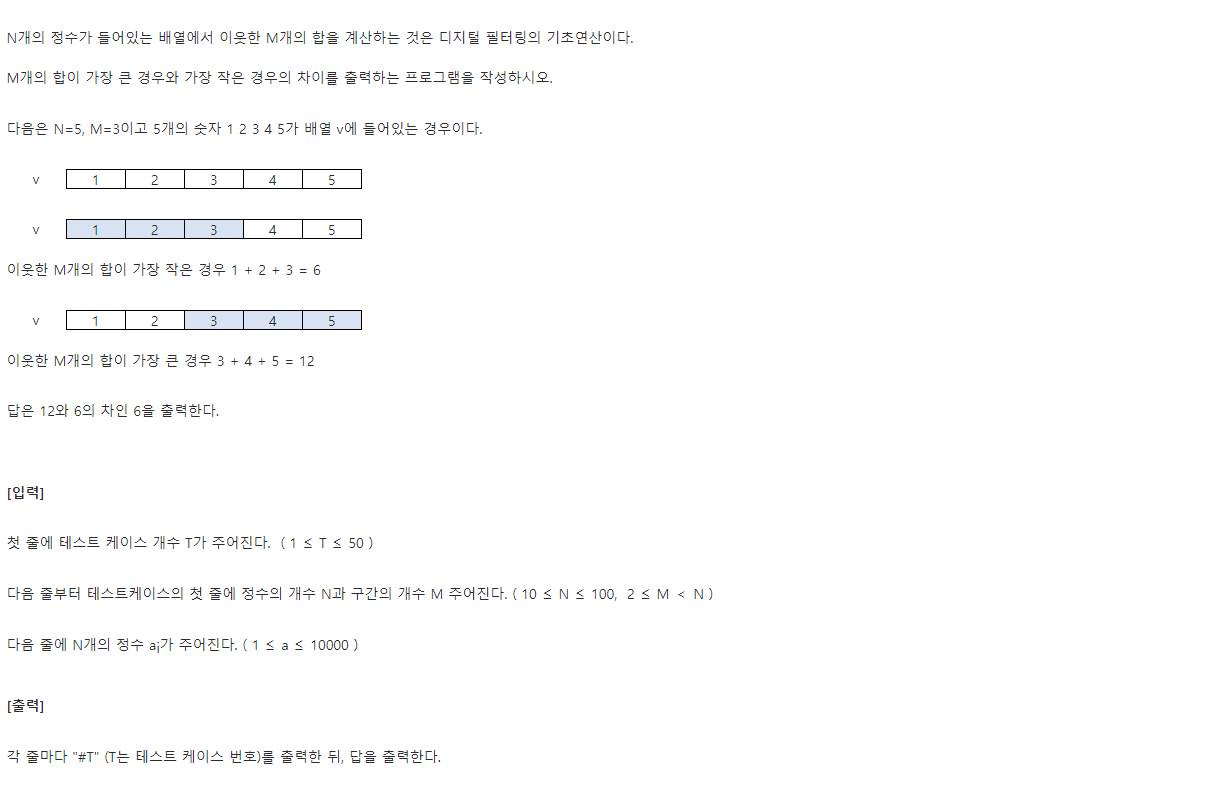 N개의 정수가 들어있는 배열에서 이웃한 M개의 합을 계산하는 것은 디지털 필터링의 기초연산이다.
M개의 합이 가장 큰 경우와 가장 작은 경우의 차이를 출력하는 프로그램을 작성하시오.
다음은 N=5, M=3이고 5개의 숫자 1 2 3 4 5가 배열 v에 들어있는 경우이다.
v 1 2 3 4 5
v 1 2 3 4 5
이웃한 M개의 합이 가장 작은 경우 1 + 2 + 3 = 6
v 1 2 3 4 5
이웃한 M개의 합이 가장 큰 경우 3 + 4 + 5 = 12
답은 12와 6의 차인 6을 출력한다.
[입력]
첫 줄에 테스트 케이스 개수 T가 주어진다. ( 1 ≤ T ≤ 50 )
다음 줄부터 테스트케이스의 첫 줄에 정수의 개수 N과 구간의 개수 M 주어진다. ( 10 ≤ N ≤ 100, 2 ≤ M < N )
다음 줄에 N개의 정수 ai가 주어진다. ( 1 ≤ a ≤ 10000 )
[출력]
각 줄마다 "#T" (T는 테스트 케이스 번호)를 출력한 뒤, 답을 출력한다.